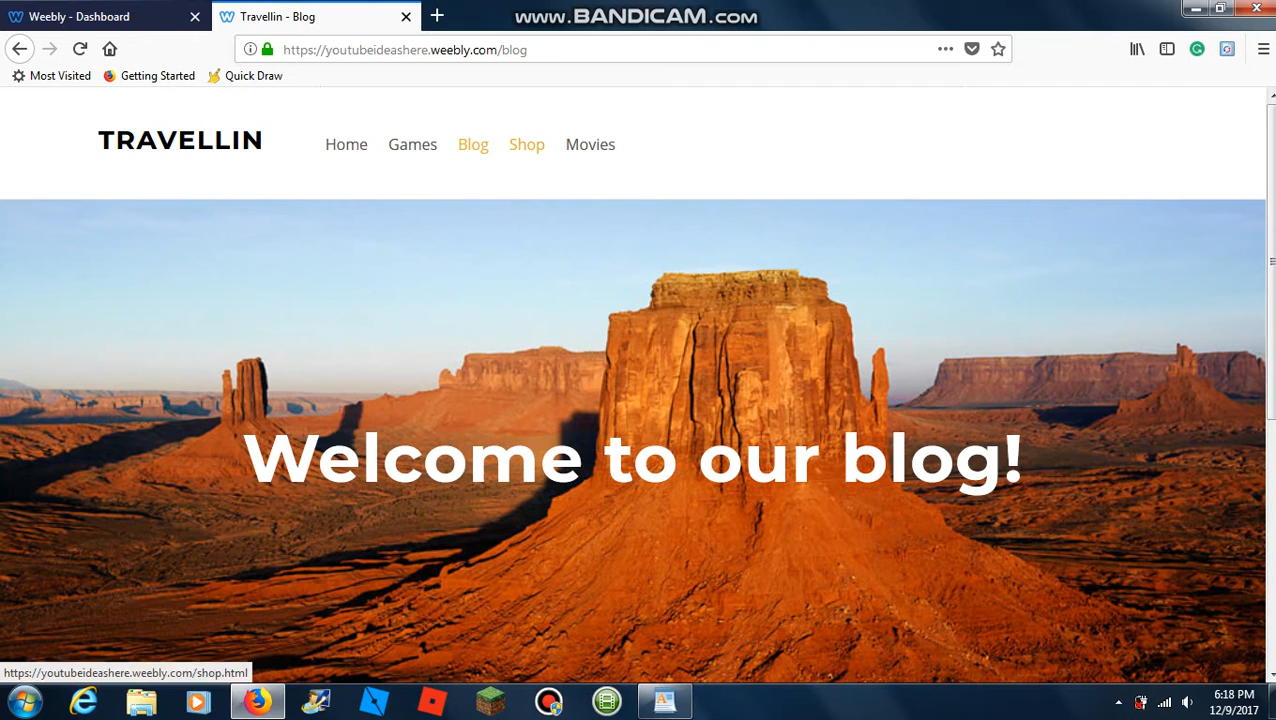 Weebly - Dashboard
Travellin - Blog
www.BANDICAM.com
https://youtubeideashere.weebly.com/blog
Most Visited
Getting Started
Quick Draw
TRAVELLIN
Home
Games
Blog
Shop
Movies
Welcome to our blog!
https://youtubeideashere.weebly.com/shop.html
6:18 PM
12/9/2017